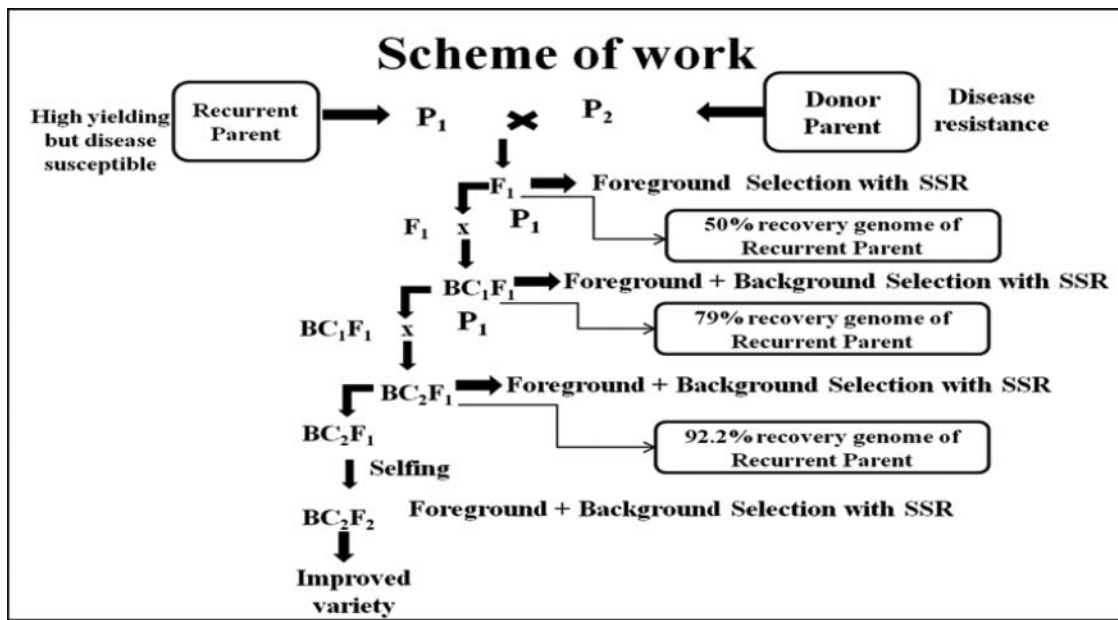 Scheme of work
High yielding
but disease
susceptible
Recurrent
Parent
P₁
P₂
Donor
Parent
Disease
resistance
F₁
Foreground Selection with SSR
F₁ x P₁
50% recovery genome of
Recurrent Parent
BC₁F₁
Foreground + Background Selection with SSR
BC₁F₁ x P₁
79% recovery genome of
Recurrent Parent
BC₂F₁
Foreground + Background Selection with SSR
BC₂F₁
92.2% recovery genome of
Recurrent Parent
Selfing
BC₂F₂ Foreground + Background Selection with SSR
Improved
variety